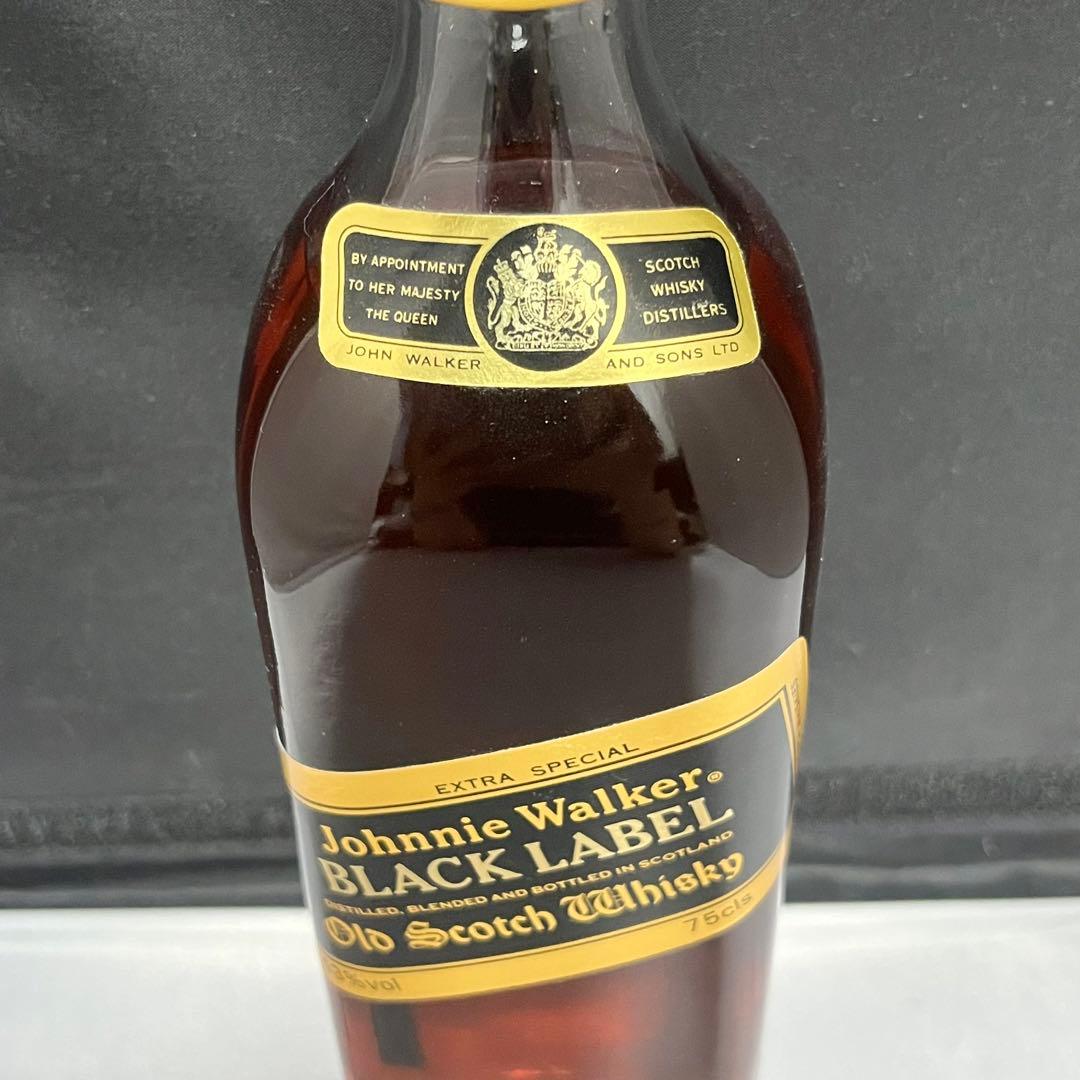 BY APPOINTMENT
TO HER MAJESTY
THE QUEEN
SCOTCH
WHISKY
DISTILLERS
JOHN WALKER AND SONS LTD
EXTRA SPECIAL
Johnnie Walker®
BLACK LABEL
DISTILLED, BLENDED AND BOTTLED IN SCOTLAND
Old Scotch Whisky
75cls